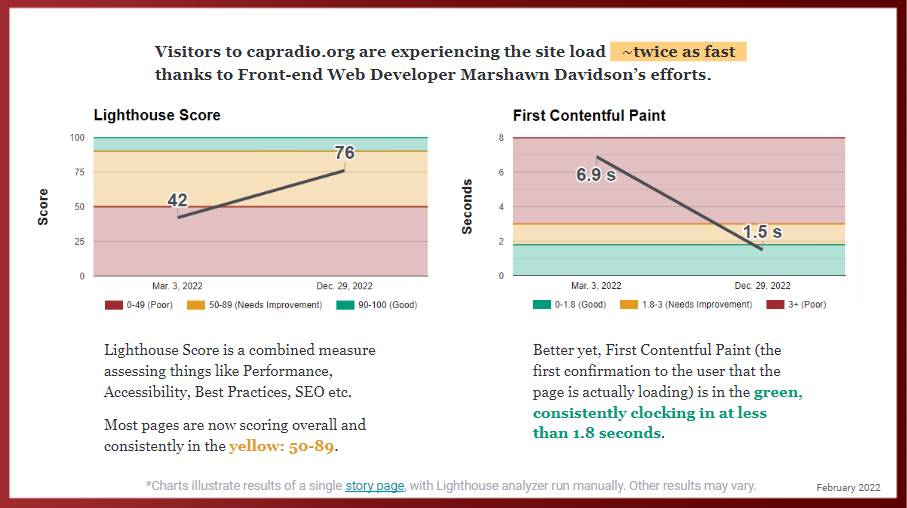 Visitors to capradio.org are experiencing the site load ~twice as fast
thanks to Front-end Web Developer Marshawn Davidson's efforts.
Lighthouse Score
100
75
50
25
0
Score
42
76
Mar. 3, 2022
Dec. 29, 2022
0-49 (Poor)
50-89 (Needs Improvement)
90-100 (Good)
First Contentful Paint
8
6
4
2
0
Seconds
6.9 s
1.5 s
Mar. 3, 2022
Dec. 29, 2022
0-1.8 (Good)
1.8-3 (Needs Improvement)
3+ (Poor)
Lighthouse Score is a combined measure
assessing things like Performance,
Accessibility, Best Practices, SEO etc.
Most pages are now scoring overall and
consistently in the yellow: 50-89.
Better yet, First Contentful Paint (the
first confirmation to the user that the
page is actually loading) is in the green,
consistently clocking in at less
than 1.8 seconds.
*Charts illustrate results of a single story page, with Lighthouse analyzer run manually. Other results may vary.
February 2022